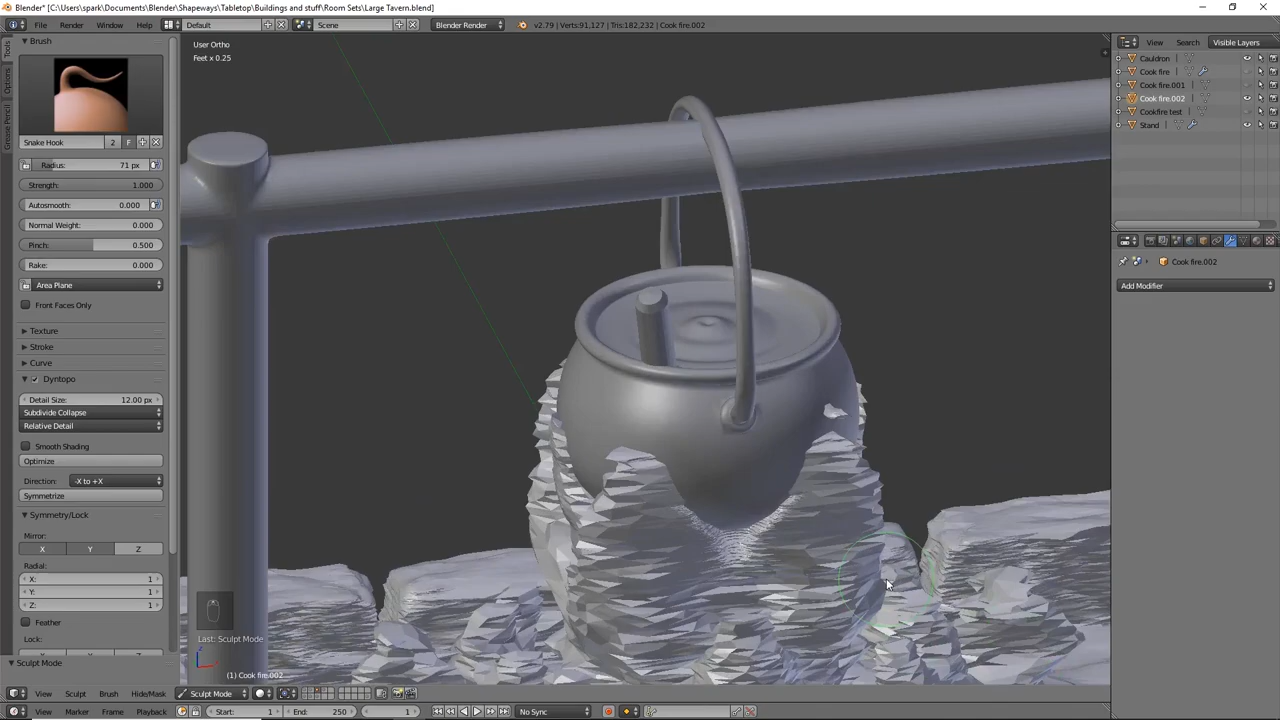 Blender* [C:\Users\spark\Documents\Blender\Shapeways\Tabletop\Buildings and stuff\Room Sets\Large Tavern.blend]
File Render Window Help Default Scene Blender Render v2.79 | Verts:91,127 | Tris:182,232 | Cook fire.002
Tools
Options
Grease Pencil
Brush
Snake Hook 2 F
Radius: 71 px
Strength: 1.000
Autosmooth: 0.000
Normal Weight: 0.000
Pinch: 0.500
Rake: 0.000
Area Plane
Front Faces Only
Texture
Stroke
Curve
Dyntopo
Detail Size: 12.00 px
Subdivide Collapse
Relative Detail
Smooth Shading
Optimize
Direction: -X to +X
Symmetrize
Symmetry/Lock
Mirror:
X Y Z
Radial:
X: 1
Y: 1
Z: 1
Feather
Lock:
Sculpt Mode
User Ortho
Feet x 0.25
Last: Sculpt Mode
(1) Cook fire.002
View Search Visible Layers
Cauldron
Cook fire
Cook fire.001
Cook fire.002
Cookfire test
Stand
Cook fire.002
Add Modifier
View Sculpt Brush Hide/Mask Sculpt Mode
View Marker Frame Playback Start: 1 End: 250 1 No Sync